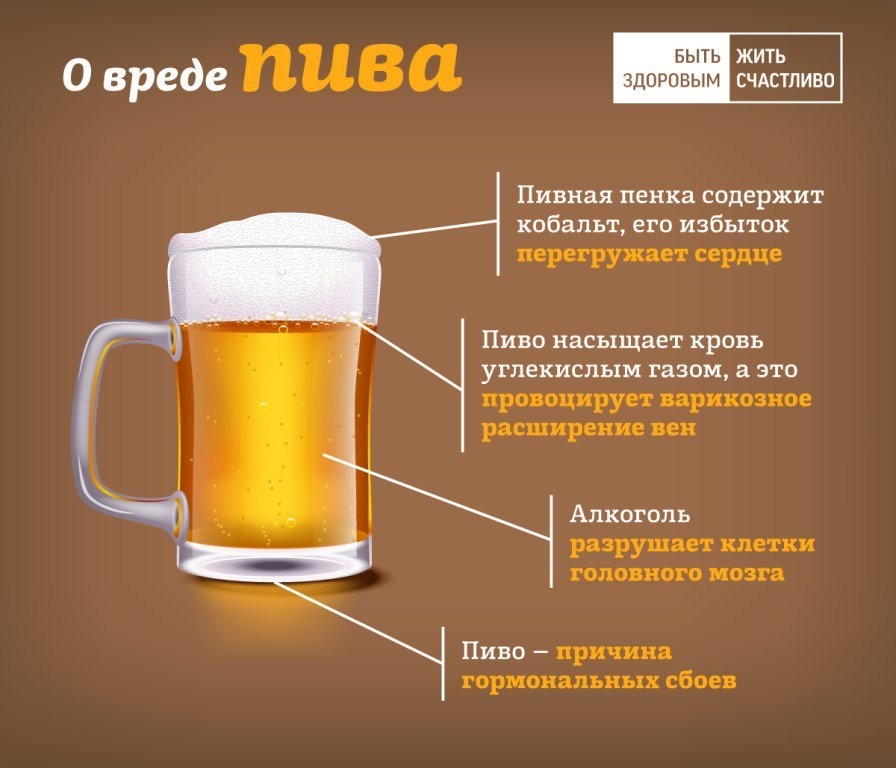 О вреде пива
БЫТЬ ЗДОРОВЫМ
ЖИТЬ СЧАСТЛИВО
Пивная пенка содержит
кобальт, его избыток
перегружает сердце
Пиво насыщает кровь
углекислым газом, а это
провоцирует варикозное
расширение вен
Алкоголь
разрушает клетки
головного мозга
Пиво – причина
гормональных сбоев